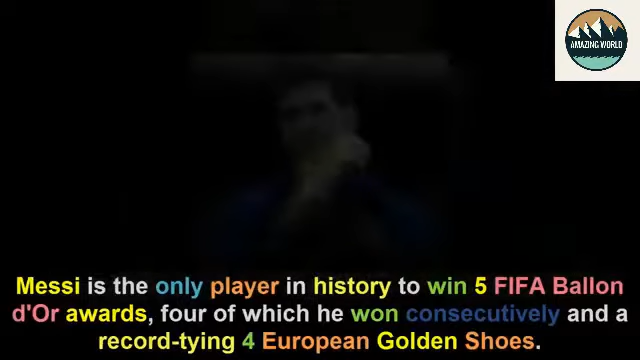 AMAZING WORLD
Messi is the only player in history to win 5 FIFA Ballon
d'Or awards, four of which he won consecutively and a
record-tying 4 European Golden Shoes.